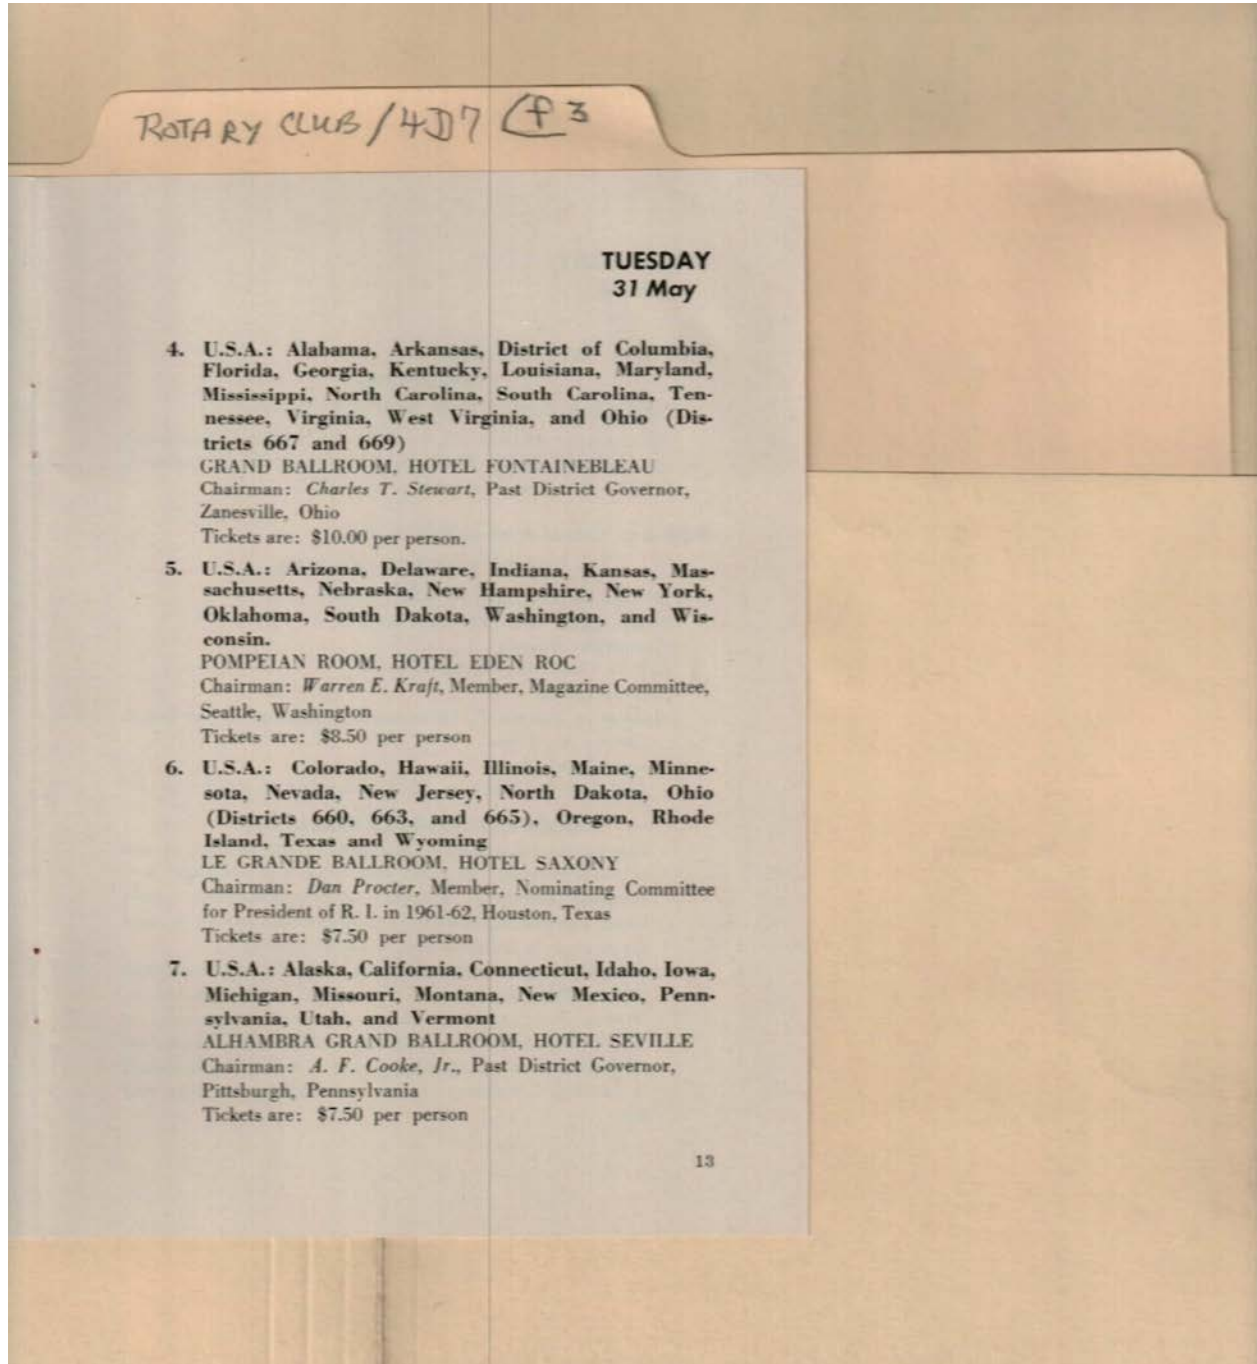 ROTARY CLUB/4D7 f3
TUESDAY
31 May
4. U.S.A.: Alabama, Arkansas, District of Columbia,
Florida, Georgia, Kentucky, Louisiana, Maryland,
Mississippi, North Carolina, South Carolina, Ten-
nessee, Virginia, West Virginia, and Ohio (Dis-
tricts 667 and 669)
GRAND BALLROOM, HOTEL FONTAINEBLEAU
Chairman: Charles T. Stewart, Past District Governor,
Zanesville, Ohio
Tickets are: $10.00 per person.
5. U.S.A.: Arizona, Delaware, Indiana, Kansas, Mas-
sachusetts, Nebraska, New Hampshire, New York,
Oklahoma, South Dakota, Washington, and Wis-
consin.
POMPEIAN ROOM, HOTEL EDEN ROC
Chairman: Warren E. Kraft, Member, Magazine Committee,
Seattle, Washington
Tickets are: $8.50 per person
6. U.S.A.: Colorado, Hawaii, Illinois, Maine, Minne-
sota, Nevada, New Jersey, North Dakota, Ohio
(Districts 660, 663, and 665), Oregon, Rhode
Island, Texas and Wyoming
LE GRANDE BALLROOM, HOTEL SAXONY
Chairman: Dan Procter, Member, Nominating Committee
for President of R. I. in 1961-62, Houston, Texas
Tickets are: $7.50 per person
7. U.S.A.: Alaska, California, Connecticut, Idaho, Iowa,
Michigan, Missouri, Montana, New Mexico, Penn-
sylvania, Utah, and Vermont
ALHAMBRA GRAND BALLROOM, HOTEL SEVILLE
Chairman: A. F. Cooke, Jr., Past District Governor,
Pittsburgh, Pennsylvania
Tickets are: $7.50 per person
13